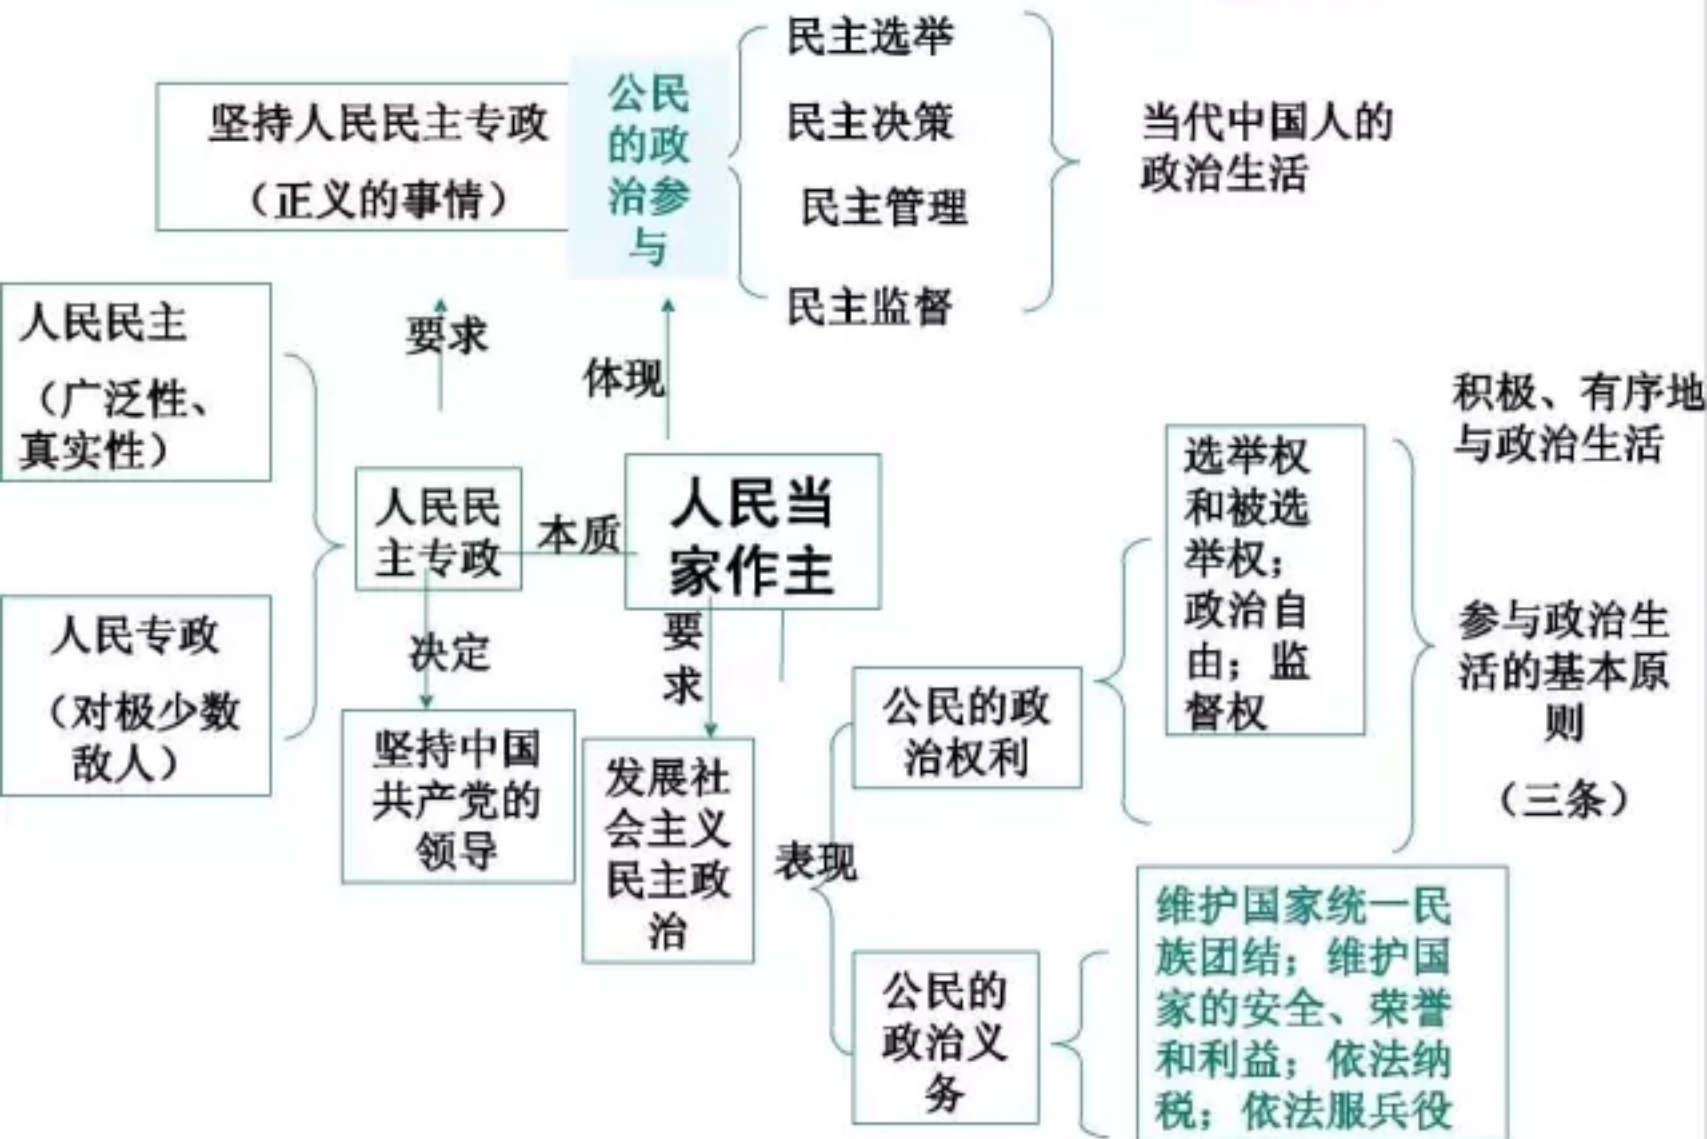 民主选举
公民
的政
治参
与
坚持人民民主专政
（正义的事情）
民主决策
民主管理
民主监督
当代中国人的
政治生活
人民民主
（广泛性、
真实性）
要求
体现
人民民
主专政
本质
人民当
家作主
人民专政
（对极少数
敌人）
决定
要
求
坚持中国
共产党的
领导
发展社
会主义
民主政
治
表现
公民的政
治权利
选举权
和被选
举权；
政治自
由；监
督权
积极、有序地
与政治生活
参与政治生
活的基本原
则
（三条）
公民的
政治义
务
维护国家统一民
族团结；维护国
家的安全、荣誉
和利益；依法纳
税；依法服兵役